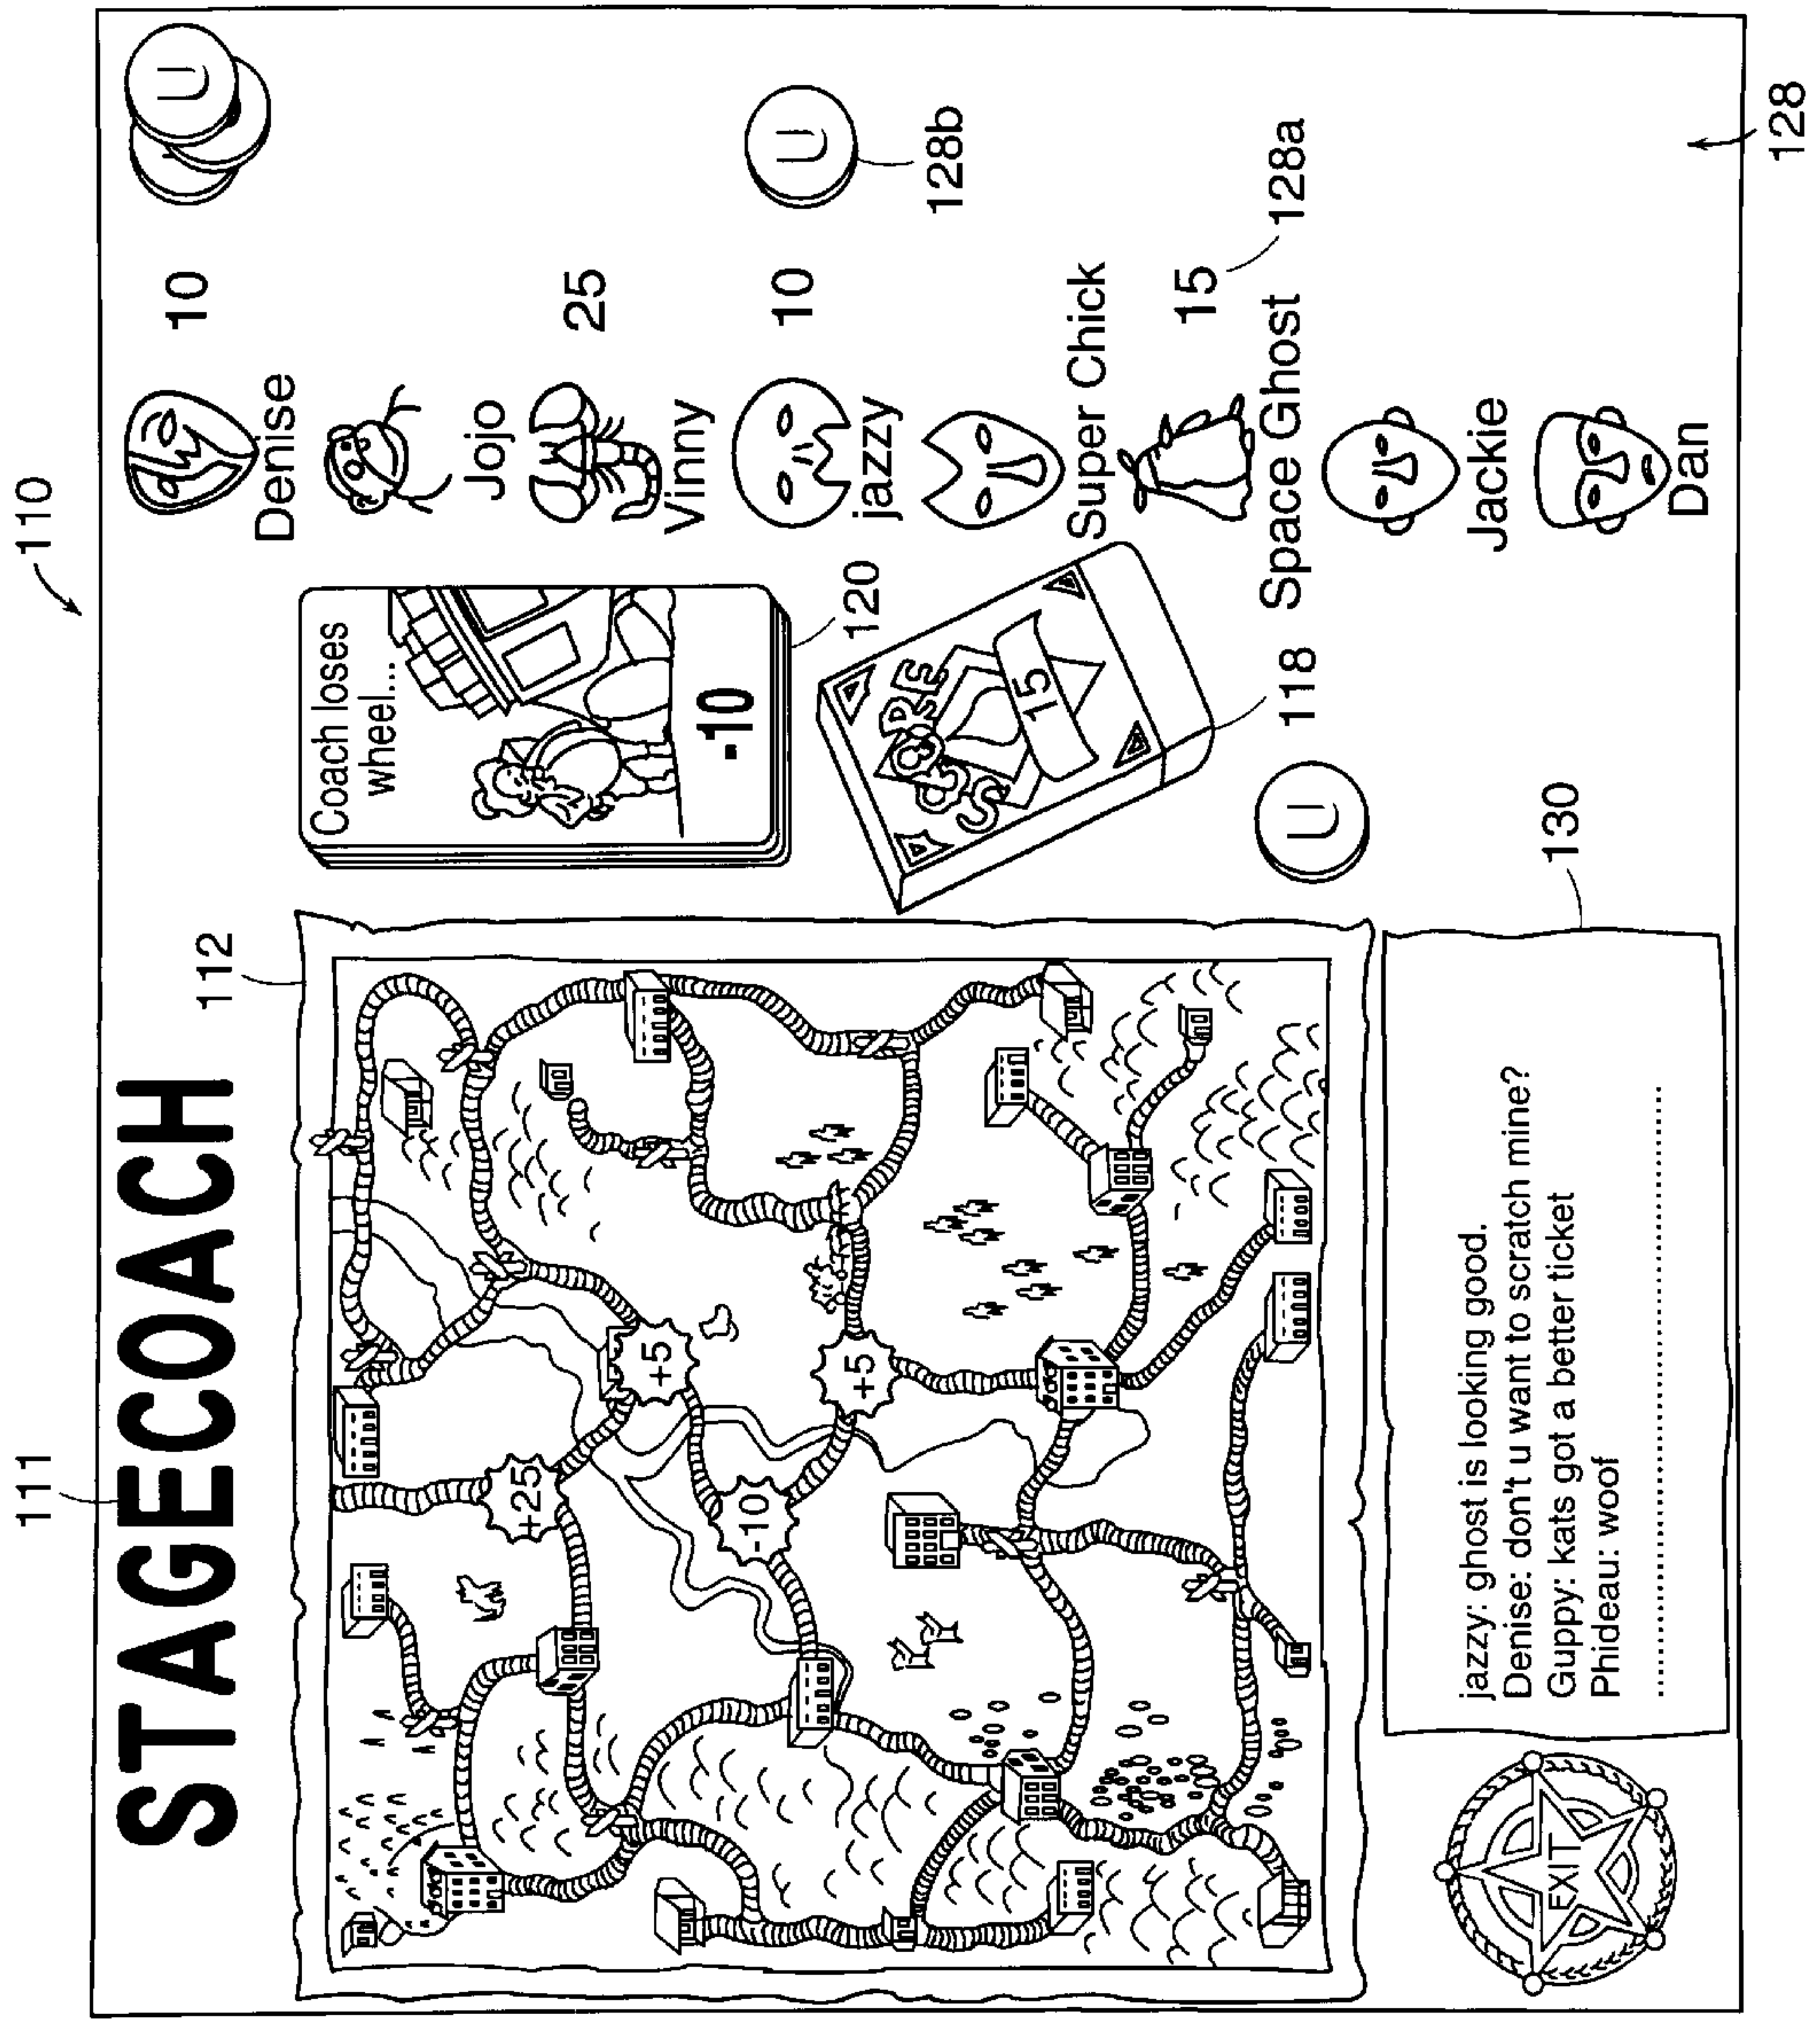 110
111
STAGECOACH
112
+25
+5
-10
+5
Coach loses
wheel...
-10
120
SCORE
15
118
U
Denise
10
U
Jojo
Vinny
25
jazzy
10
U
128b
Super Chick
Space Ghost
15
128a
Jackie
Dan
128
EXIT
jazzy: ghost is looking good.
Denise: don't u want to scratch mine?
Guppy: kats got a better ticket
Phideau: woof
130